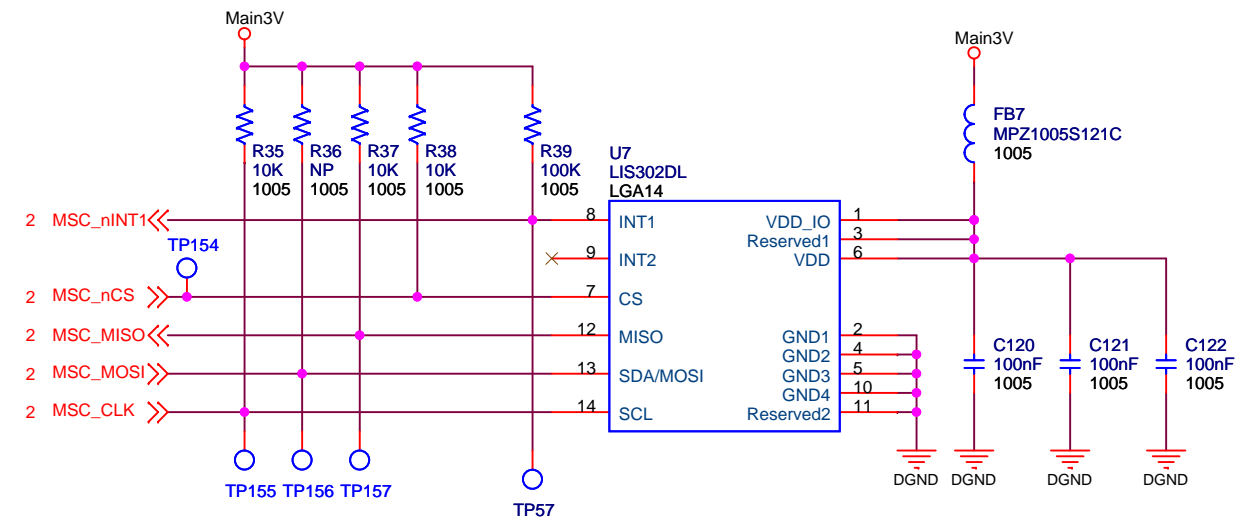 Main3V
Main3V
R35
10K
1005
R36
NP
1005
R37
10K
1005
R38
10K
1005
R39
100K
1005
U7
LIS302DL
LGA14
FB7
MPZ1005S121C
1005
2 MSC_nINT1
TP154
2 MSC_nCS
2 MSC_MISO
2 MSC_MOSI
2 MSC_CLK
8 INT1
9 INT2
7 CS
12 MISO
13 SDA/MOSI
14 SCL
VDD_IO 1
Reserved1 3
VDD 6
GND1 2
GND2 4
GND3 5
GND4 10
Reserved2 11
C120
100nF
1005
C121
100nF
1005
C122
100nF
1005
DGND DGND DGND DGND
TP155 TP156 TP157
TP57